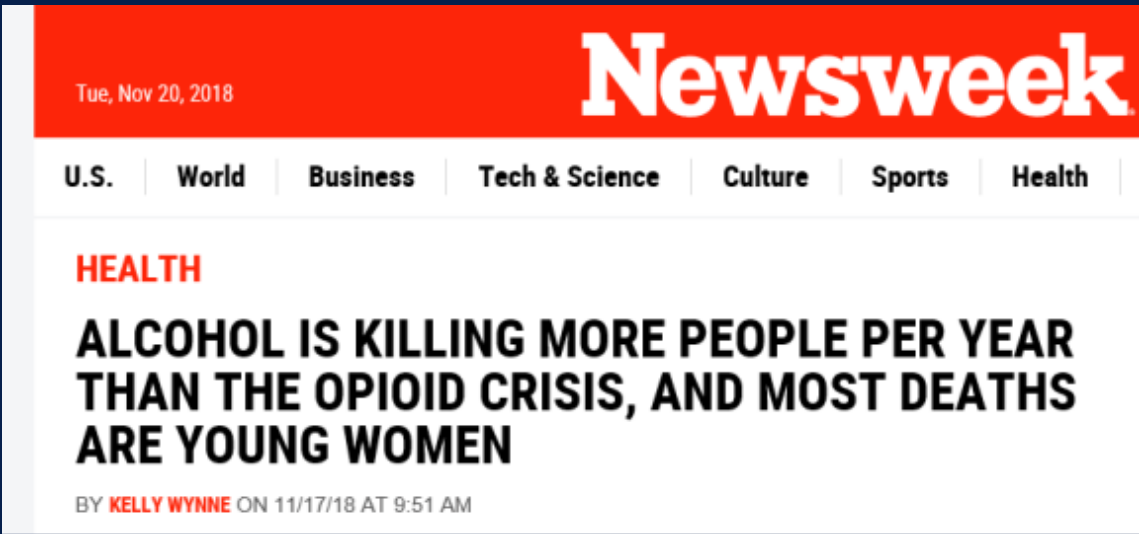 Newsweek
Tue, Nov 20, 2018
U.S. World Business Tech & Science Culture Sports Health
HEALTH
ALCOHOL IS KILLING MORE PEOPLE PER YEAR
THAN THE OPIOID CRISIS, AND MOST DEATHS
ARE YOUNG WOMEN
BY KELLY WYNNE ON 11/17/18 AT 9:51 AM